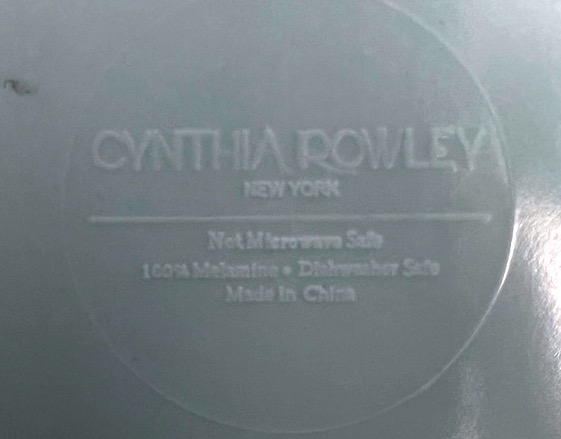 CYNTHIA ROWLEY
NEW YORK
Not Microwave Safe
100% Melamine • Dishwasher Safe
Made in China